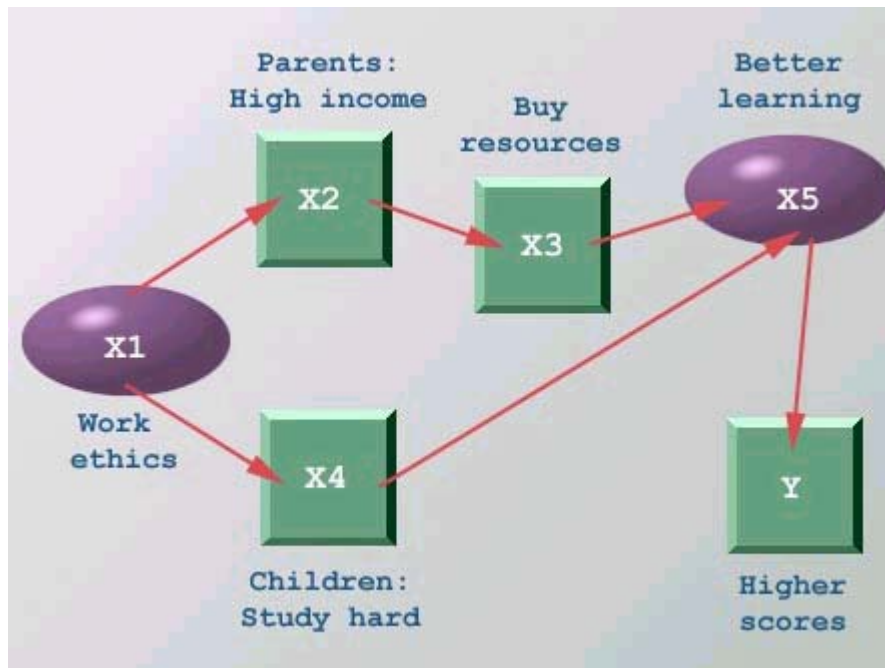 Parents:
High income
X2
Buy
resources
X3
Better
learning
X5
X1
Work
ethics
X4
Children:
Study hard
Y
Higher
scores